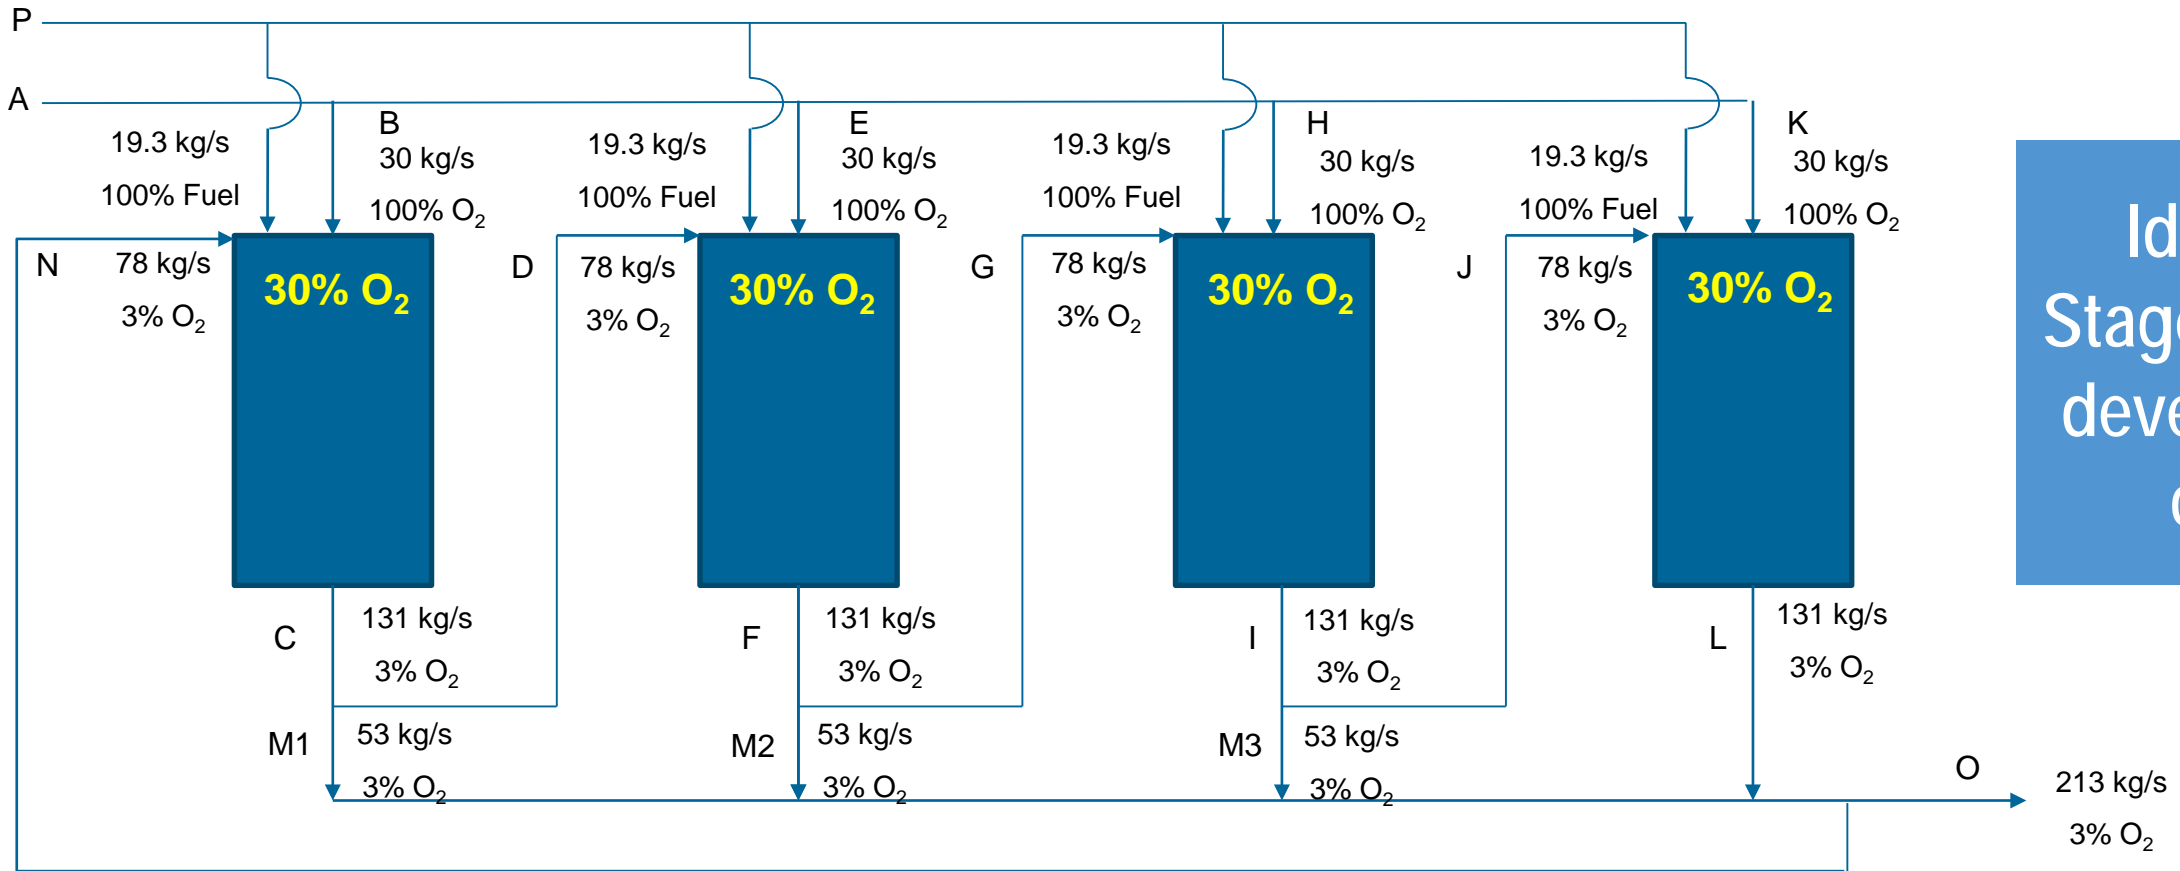 P
A
B
E
H
K
19.3 kg/s
100% Fuel
30 kg/s
100% O₂
19.3 kg/s
100% Fuel
30 kg/s
100% O₂
19.3 kg/s
100% Fuel
30 kg/s
100% O₂
19.3 kg/s
100% Fuel
30 kg/s
100% O₂
N
78 kg/s
3% O₂
30% O₂
D
78 kg/s
3% O₂
30% O₂
G
78 kg/s
3% O₂
30% O₂
J
78 kg/s
3% O₂
30% O₂
Id
Stag
deve
C
131 kg/s
3% O₂
F
131 kg/s
3% O₂
I
131 kg/s
3% O₂
L
131 kg/s
3% O₂
M1
53 kg/s
3% O₂
M2
53 kg/s
3% O₂
M3
53 kg/s
3% O₂
O
213 kg/s
3% O₂